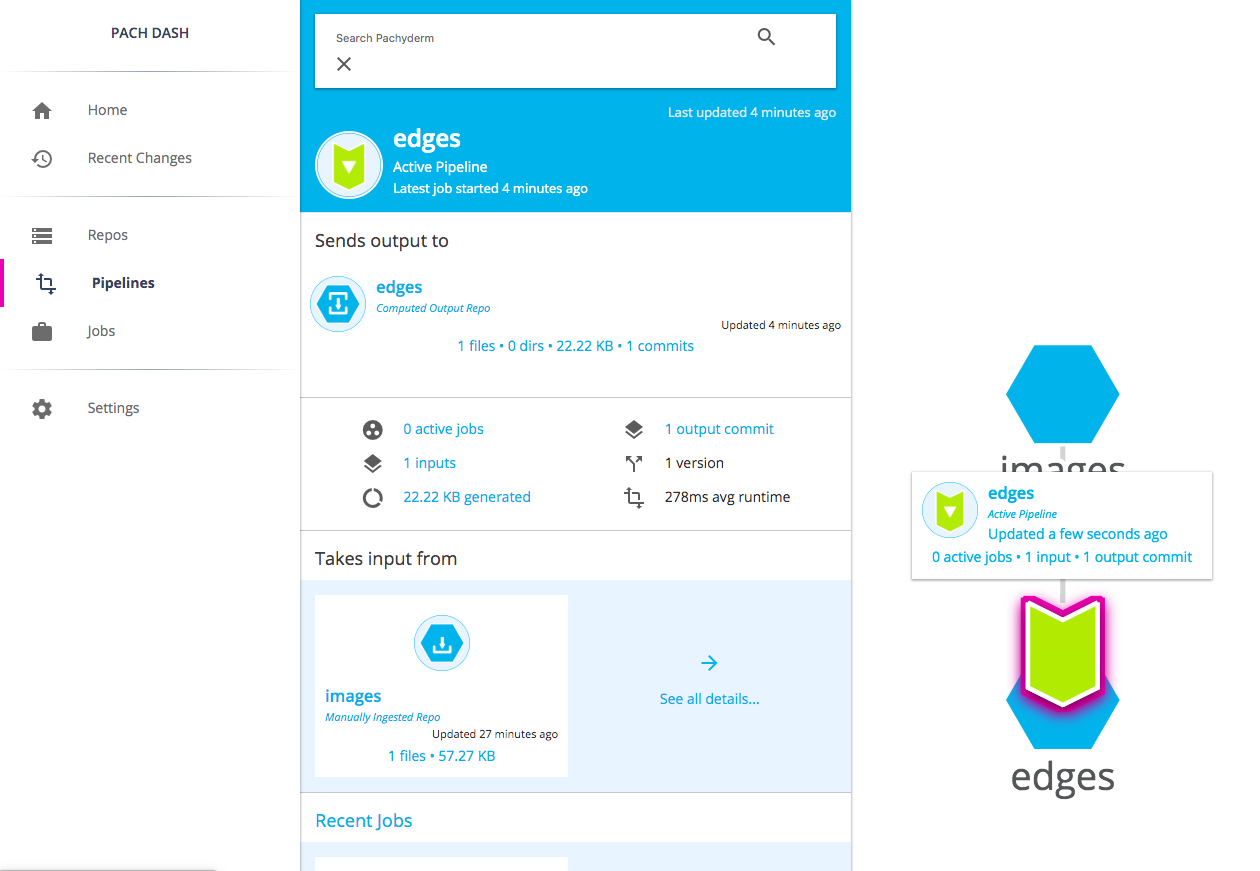 PACH DASH
Home
Recent Changes
Repos
Pipelines
Jobs
Settings
Search Pachyderm
Last updated 4 minutes ago
edges
Active Pipeline
Latest job started 4 minutes ago
Sends output to
edges
Computed Output Repo
Updated 4 minutes ago
1 files • 0 dirs • 22.22 KB • 1 commits
0 active jobs
1 output commit
1 inputs
1 version
22.22 KB generated
278ms avg runtime
Takes input from
images
Manually Ingested Repo
Updated 27 minutes ago
1 files • 57.27 KB
See all details...
Recent Jobs
images
edges
Active Pipeline
Updated a few seconds ago
0 active jobs • 1 input • 1 output commit
edges